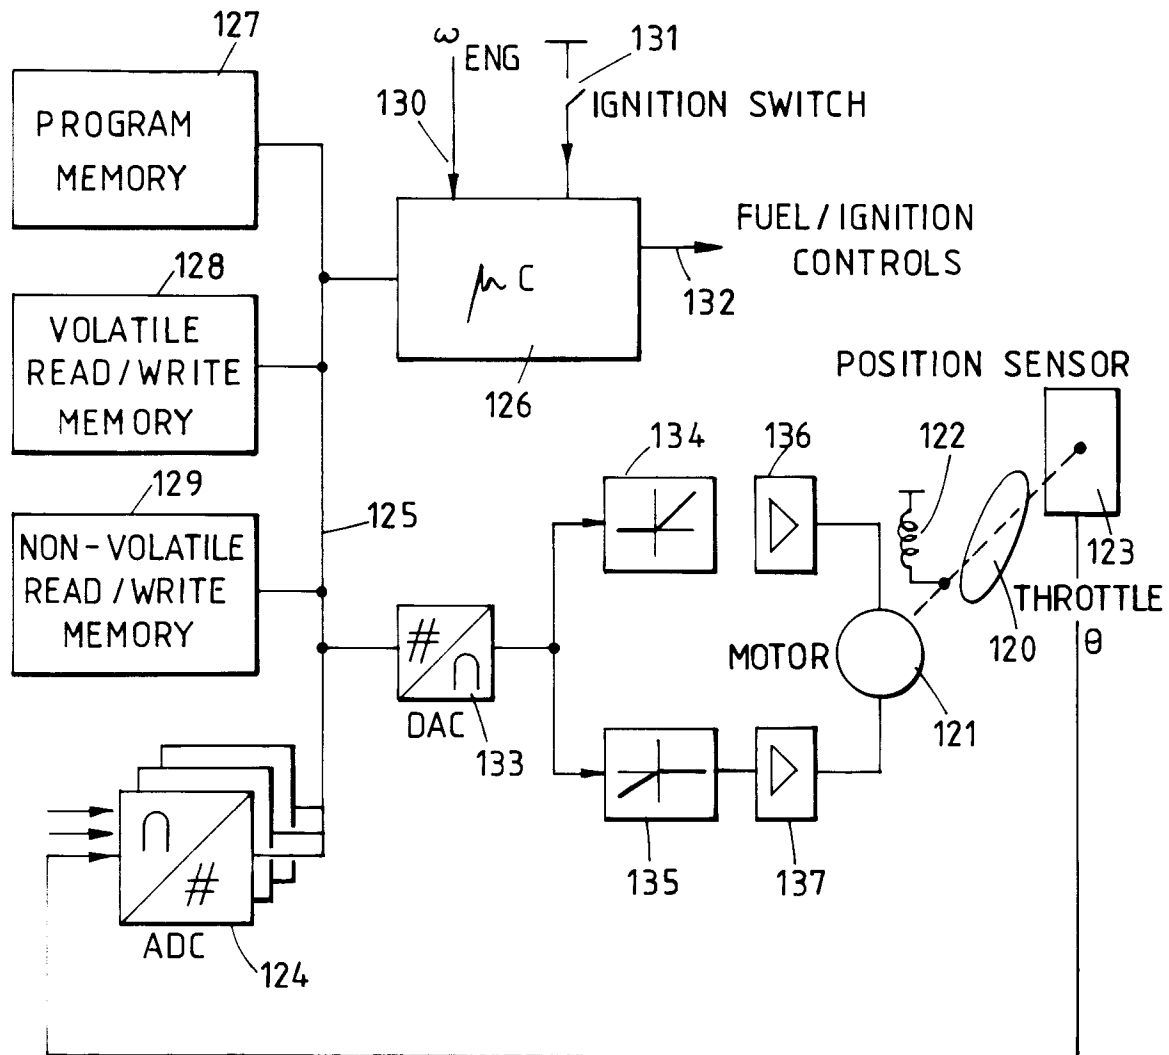 127
PROGRAM
MEMORY
ω ENG
130
131
IGNITION SWITCH
μC
126
FUEL/IGNITION
CONTROLS
132
128
VOLATILE
READ/WRITE
MEMORY
129
NON-VOLATILE
READ/WRITE
MEMORY
125
POSITION SENSOR
134
136
122
123
THROTTLE
θ
120
#
∩
DAC
133
MOTOR
121
135
137
∩
#
ADC
124